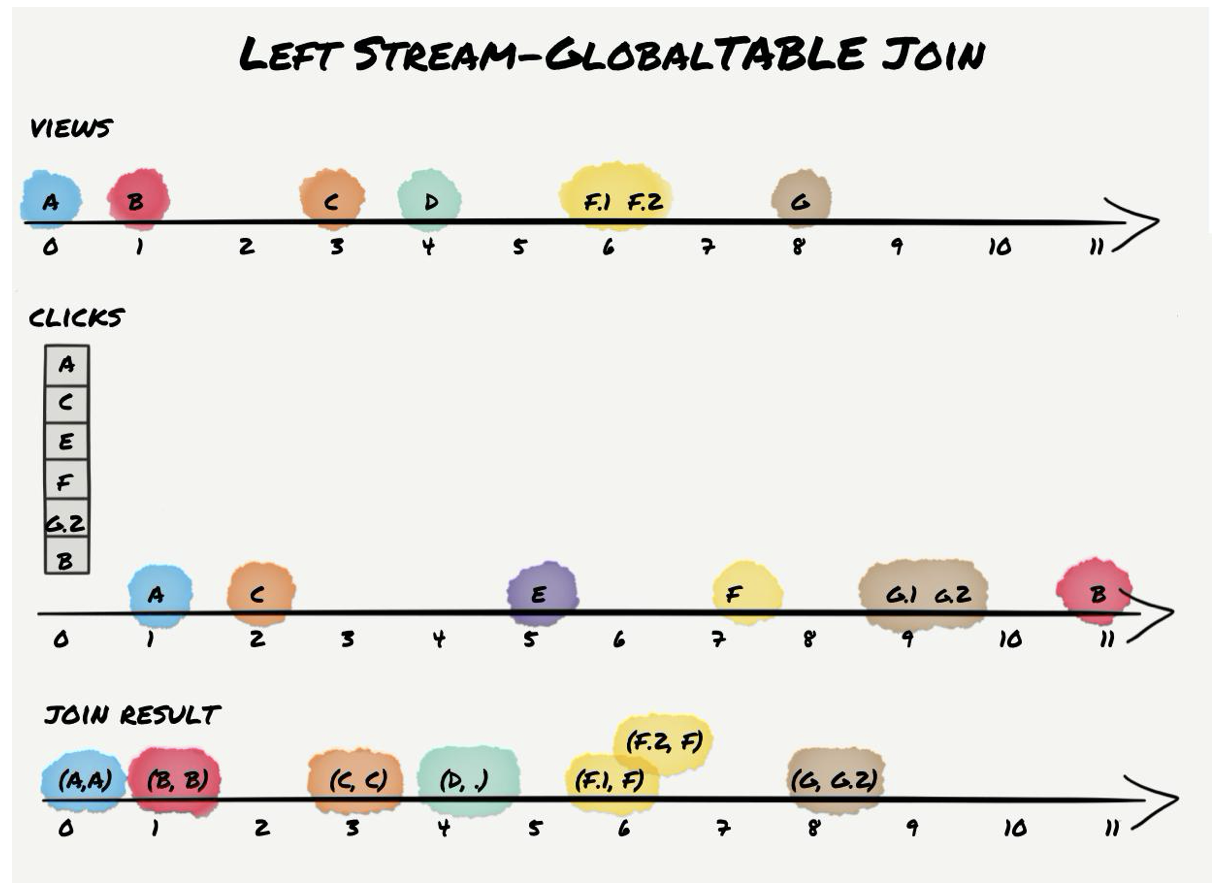 LEFT STREAM-GLOBALTABLE JOIN
VIEWS
A B C D F.1 F.2 G
0 1 2 3 4 5 6 7 8 9 10 11
CLICKS
A
C
E
F
G.2
B
A C E F G.1 G.2 B
0 1 2 3 4 5 6 7 8 9 10 11
JOIN RESULT
(F.2, F)
(A,A) (B, B) (C, C) (D, .) (F.1, F) (G, G.2)
0 1 2 3 4 5 6 7 8 9 10 11